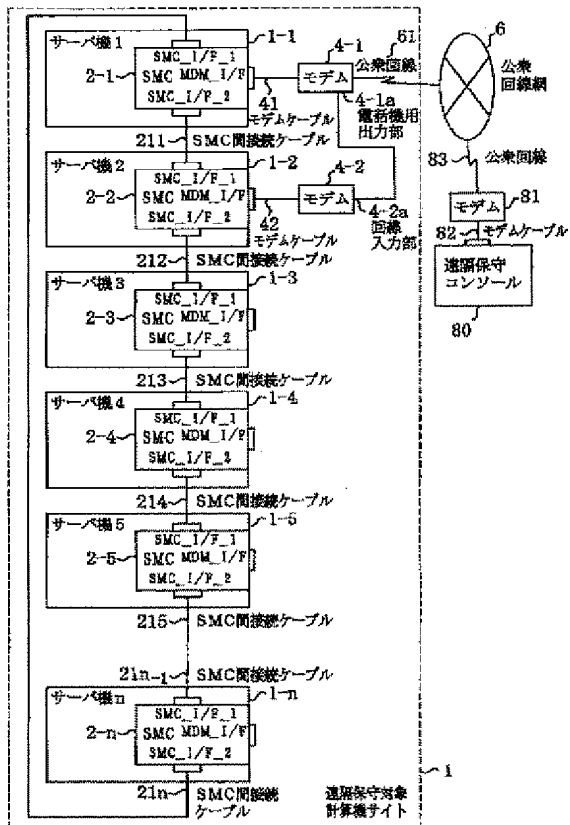 サーバ機1
1-1
SMC_I/F_1
2-1
SMC MDM_I/F
SMC_I/F_2
41
モデムケーブル
4-1
モデム
61
公衆回線
4-1a
電話機用
出力部
6
公衆
回線網
211
SMC間接続ケーブル
サーバ機2
1-2
SMC_I/F_1
2-2
SMC MDM_I/F
SMC_I/F_2
42
モデムケーブル
4-2
モデム
4-2a
回線
入力部
83
公衆回線
モデム
81
82
モデムケーブル
遠隔保守
コンソール
80
212
SMC間接続ケーブル
サーバ機3
1-3
SMC_I/F_1
2-3
SMC MDM_I/F
SMC_I/F_2
213
SMC間接続ケーブル
サーバ機4
1-4
SMC_I/F_1
2-4
SMC MDM_I/F
SMC_I/F_2
214
SMC間接続ケーブル
サーバ機5
1-5
SMC_I/F_1
2-5
SMC MDM_I/F
SMC_I/F_2
215
SMC間接続ケーブル
21n-1
SMC間接続ケーブル
サーバ機n
1-n
SMC_I/F_1
2-n
SMC MDM_I/F
SMC_I/F_2
21n
SMC間接続
ケーブル
遠隔保守対象
計算機サイト
1